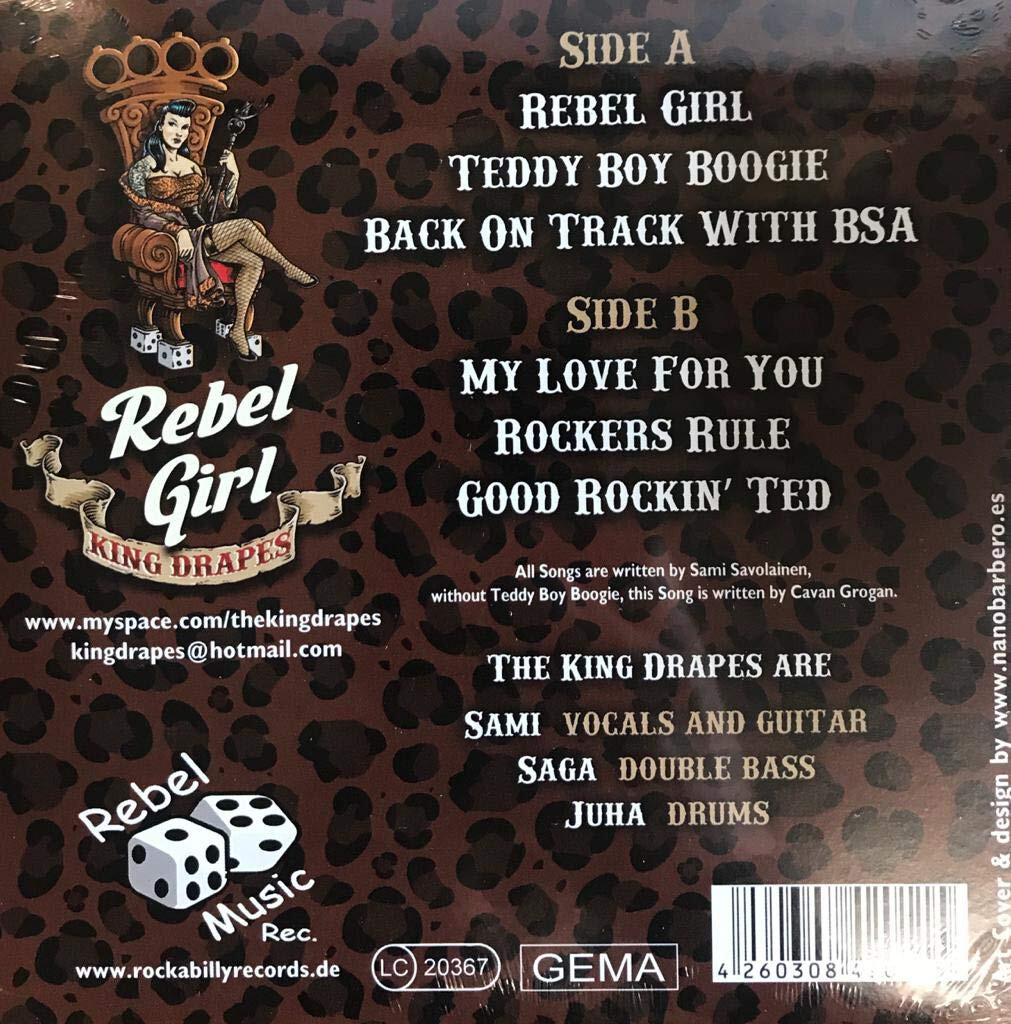 SIDE A
REBEL GIRL
TEDDY BOY BOOGIE
BACK ON TRACK WITH BSA
SIDE B
MY LOVE FOR YOU
ROCKERS RULE
GOOD ROCKIN' TED
All Songs are written by Sami Savolainen,
without Teddy Boy Boogie, this Song is written by Cavan Grogan.
THE KING DRAPES ARE
SAMI VOCALS AND GUITAR
SAGA DOUBLE BASS
JUHA DRUMS
Rebel
Girl
KING DRAPES
www.myspace.com/thekingdrapes
kingdrapes@hotmail.com
Rebel
Music
Rec.
www.rockabillyrecords.de
LC 20367
GEMA
4 260308
Cover & design by www.nanobarbero.es